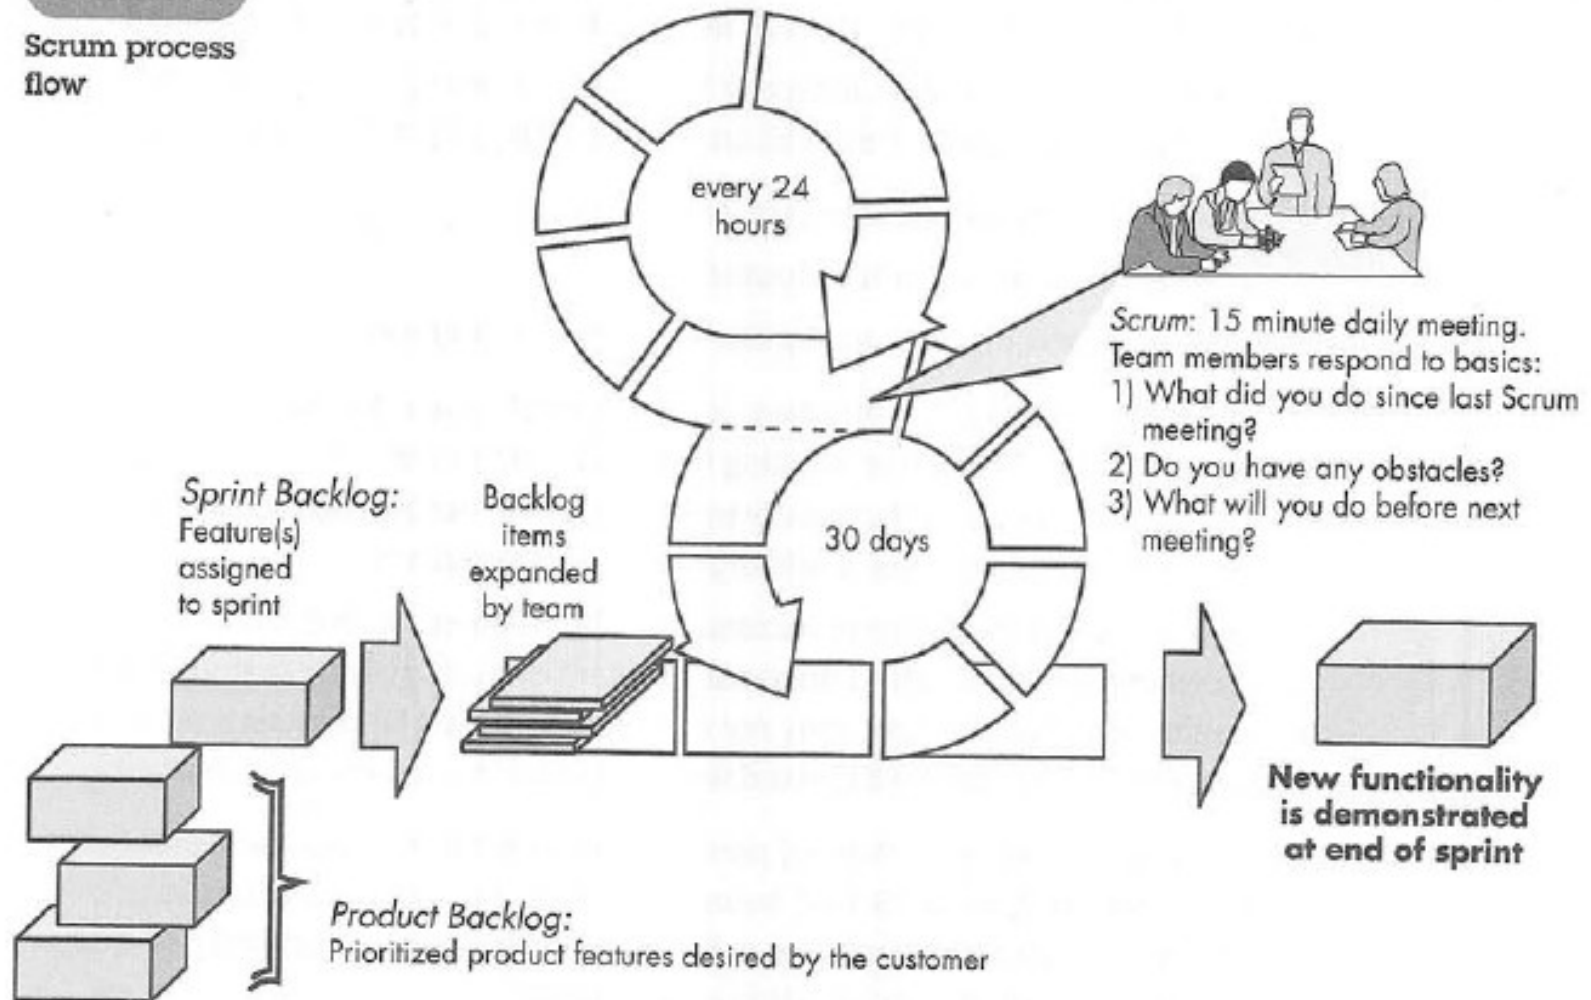 Scrum process
flow
every 24
hours
Scrum: 15 minute daily meeting.
Team members respond to basics:
1) What did you do since last Scrum
meeting?
2) Do you have any obstacles?
3) What will you do before next
meeting?
30 days
Sprint Backlog:
Feature(s)
assigned
to sprint
Backlog
items
expanded
by team
New functionality
is demonstrated
at end of sprint
Product Backlog:
Prioritized product features desired by the customer